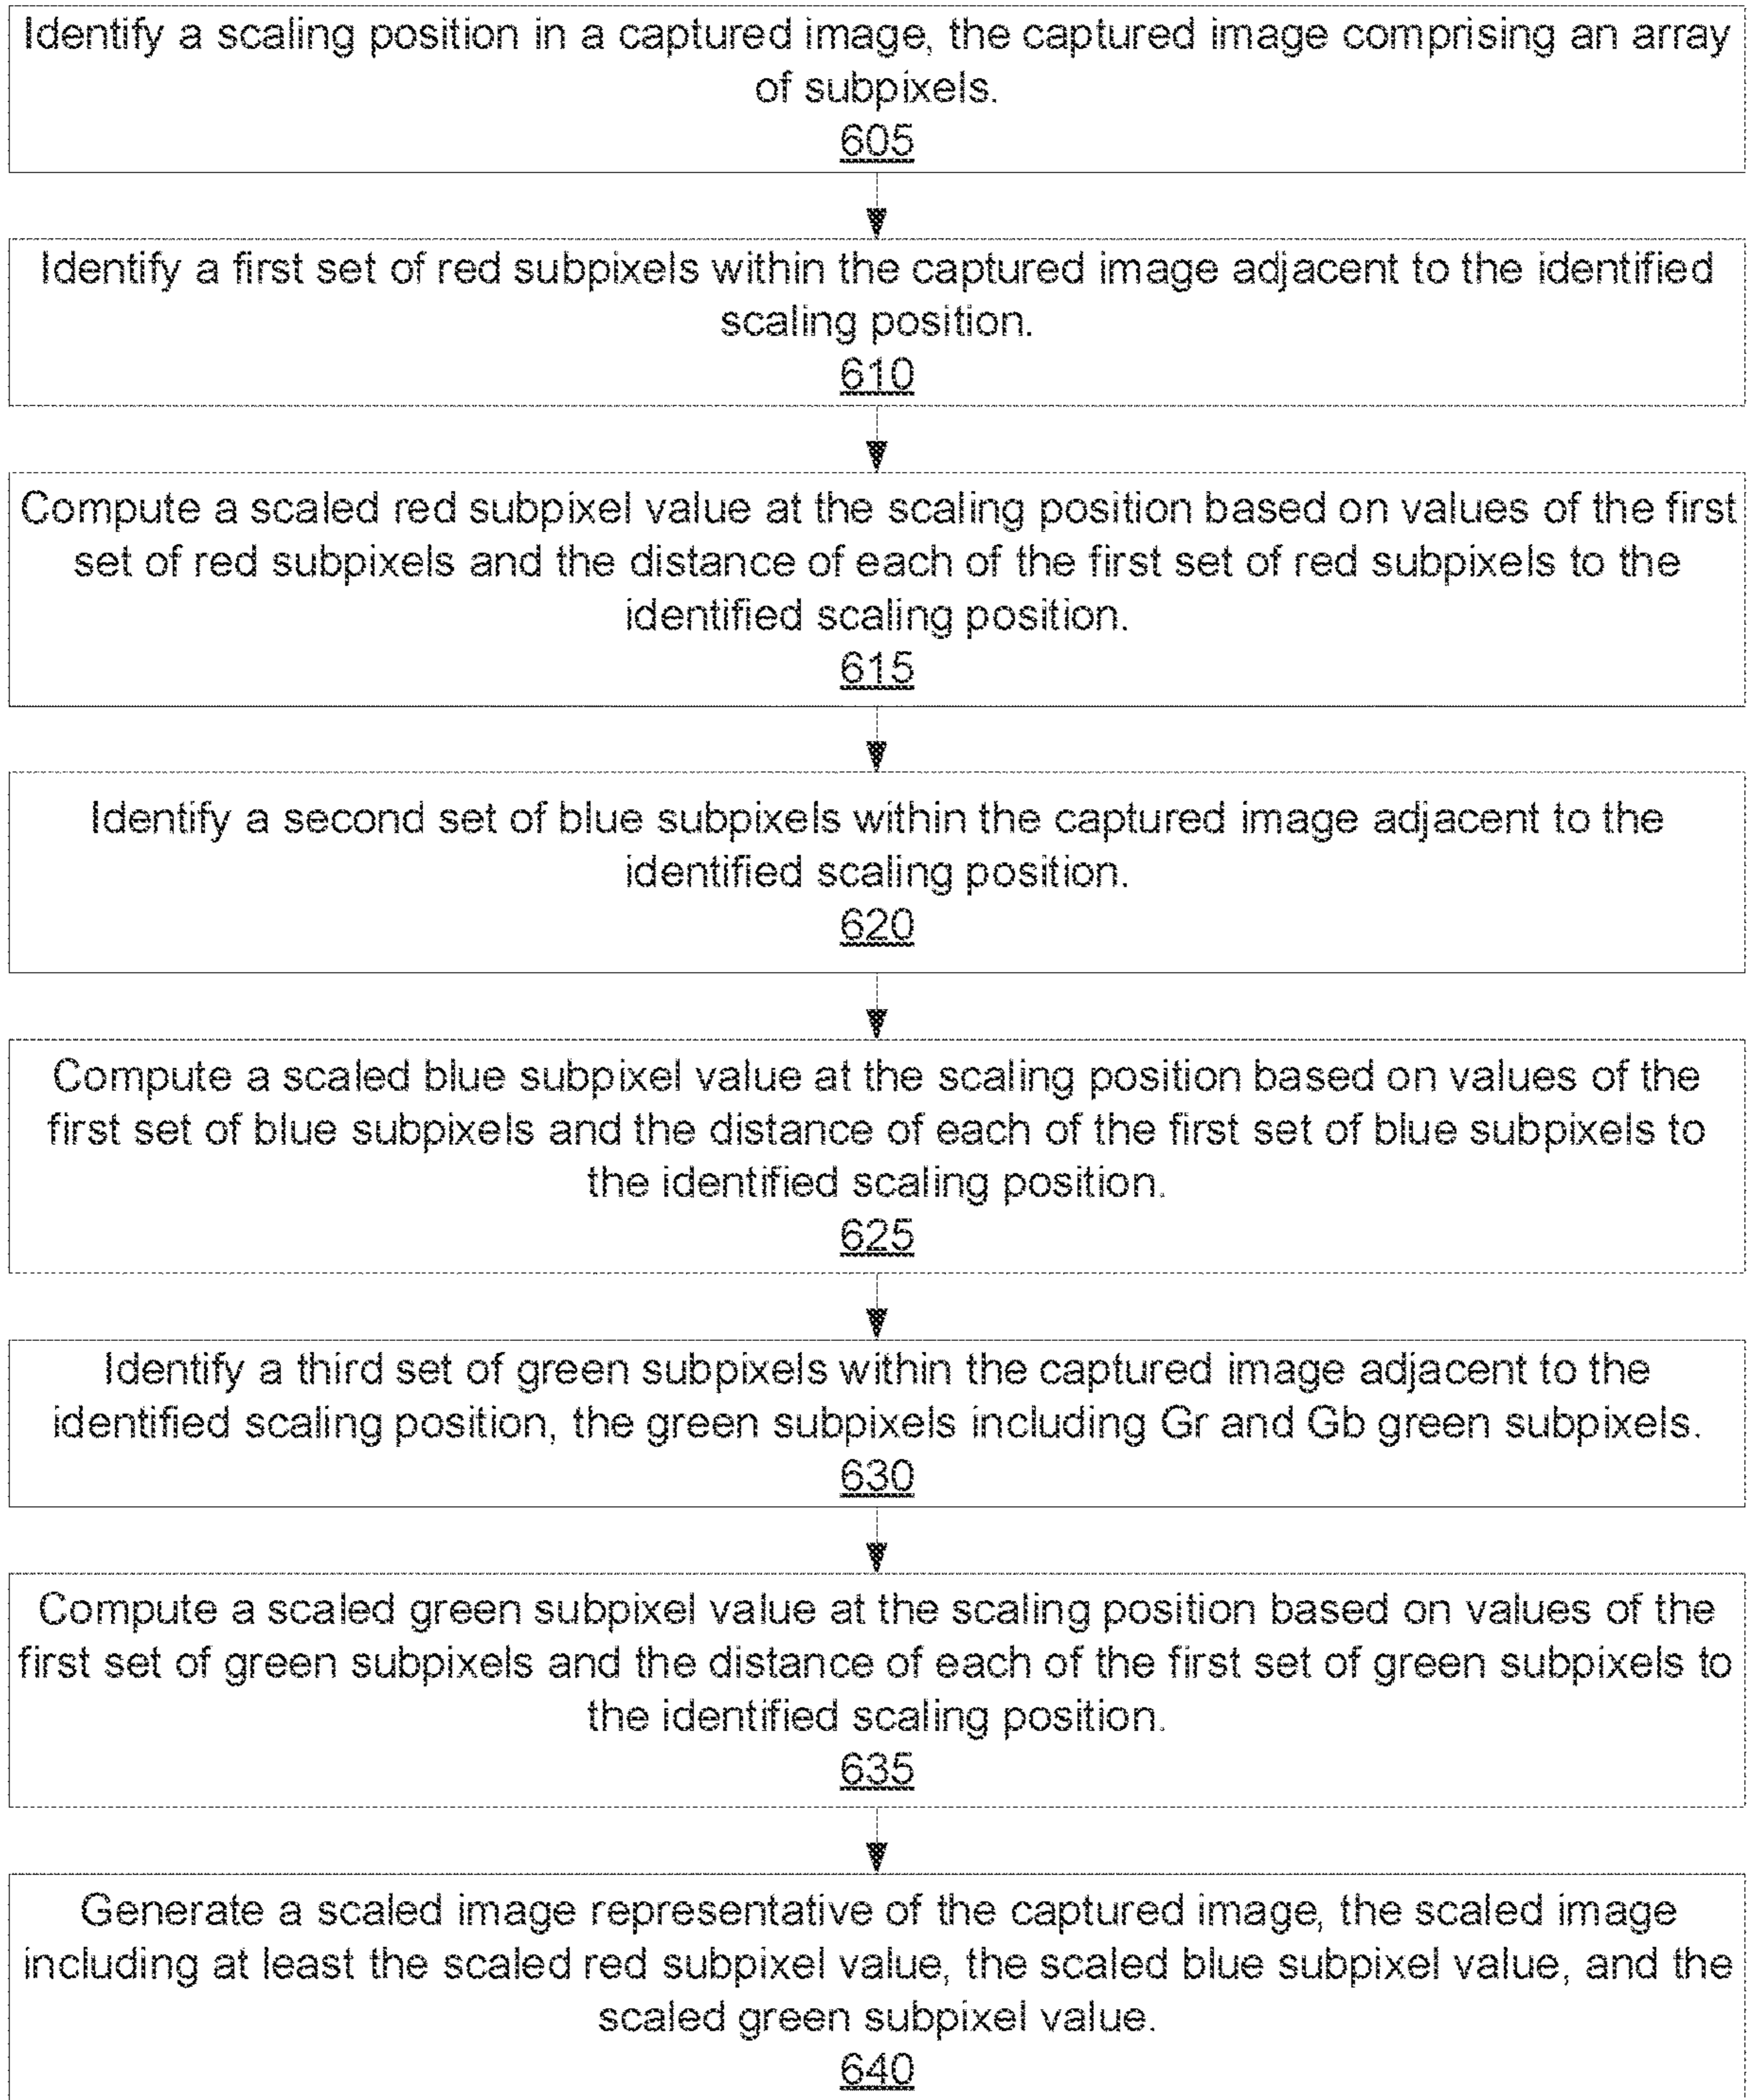 Identify a scaling position in a captured image, the captured image comprising an array
of subpixels.
605
Identify a first set of red subpixels within the captured image adjacent to the identified
scaling position.
610
Compute a scaled red subpixel value at the scaling position based on values of the first
set of red subpixels and the distance of each of the first set of red subpixels to the
identified scaling position.
615
Identify a second set of blue subpixels within the captured image adjacent to the
identified scaling position.
620
Compute a scaled blue subpixel value at the scaling position based on values of the
first set of blue subpixels and the distance of each of the first set of blue subpixels to
the identified scaling position.
625
Identify a third set of green subpixels within the captured image adjacent to the
identified scaling position, the green subpixels including Gr and Gb green subpixels.
630
Compute a scaled green subpixel value at the scaling position based on values of the
first set of green subpixels and the distance of each of the first set of green subpixels to
the identified scaling position.
635
Generate a scaled image representative of the captured image, the scaled image
including at least the scaled red subpixel value, the scaled blue subpixel value, and the
scaled green subpixel value.
640